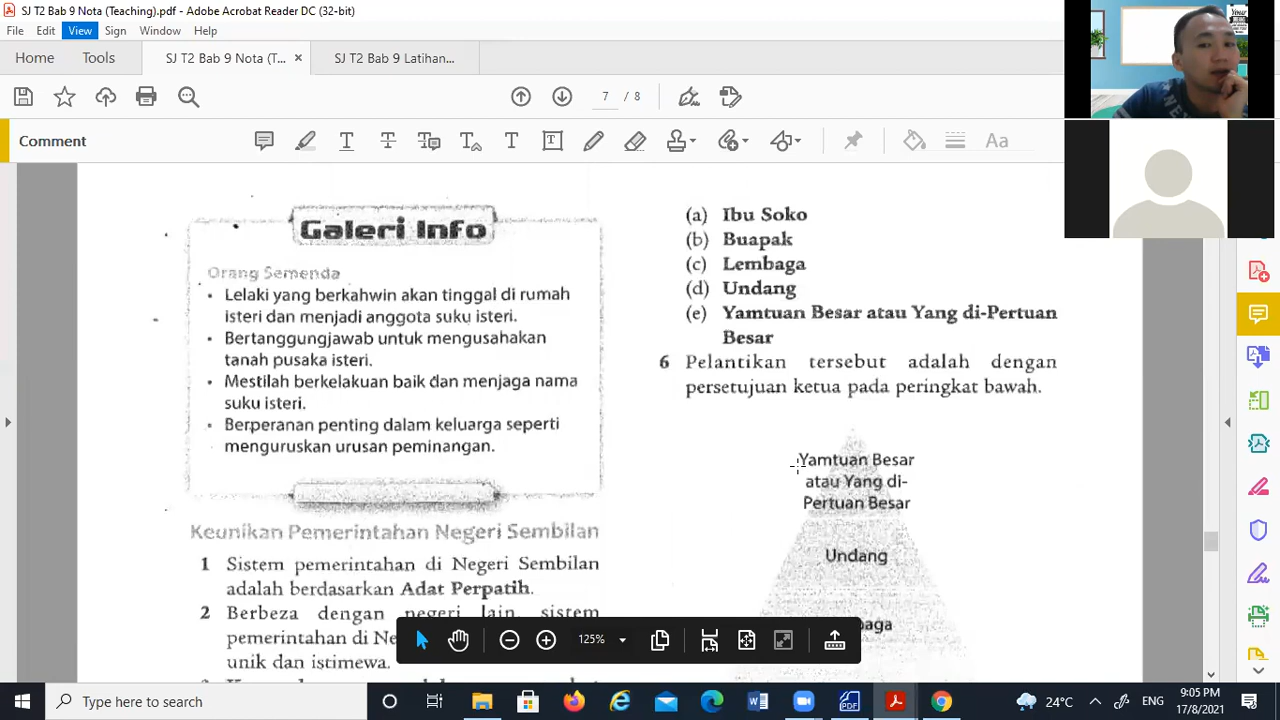 SJ T2 Bab 9 Nota (Teaching).pdf - Adobe Acrobat Reader DC (32-bit)
File Edit View Sign Window Help
Home Tools SJ T2 Bab 9 Nota (T... × SJ T2 Bab 9 Latihan...
7 / 8
Comment
Aa
Galeri Info
Orang Semenda
• Lelaki yang berkahwin akan tinggal di rumah
isteri dan menjadi anggota suku isteri.
• Bertanggungjawab untuk mengusahakan
tanah pusaka isteri.
• Mestilah berkelakuan baik dan menjaga nama
suku isteri.
• Berperanan penting dalam keluarga seperti
menguruskan urusan peminangan.
Keunikan Pemerintahan Negeri Sembilan
1 Sistem pemerintahan di Negeri Sembilan
adalah berdasarkan Adat Perpatih.
2 Berbeza dengan negeri lain sistem
pemerintahan di Ne
unik dan istimewa.
(a) Ibu Soko
(b) Buapak
(c) Lembaga
(d) Undang
(e) Yamtuan Besar atau Yang di-Pertuan
Besar
6 Pelantikan tersebut adalah dengan
persetujuan ketua pada peringkat bawah.
Yamtuan Besar
atau Yang di-
Pertuan Besar
Undang
baga
125%
Type here to search
24°C
ENG
9:05 PM
17/8/2021